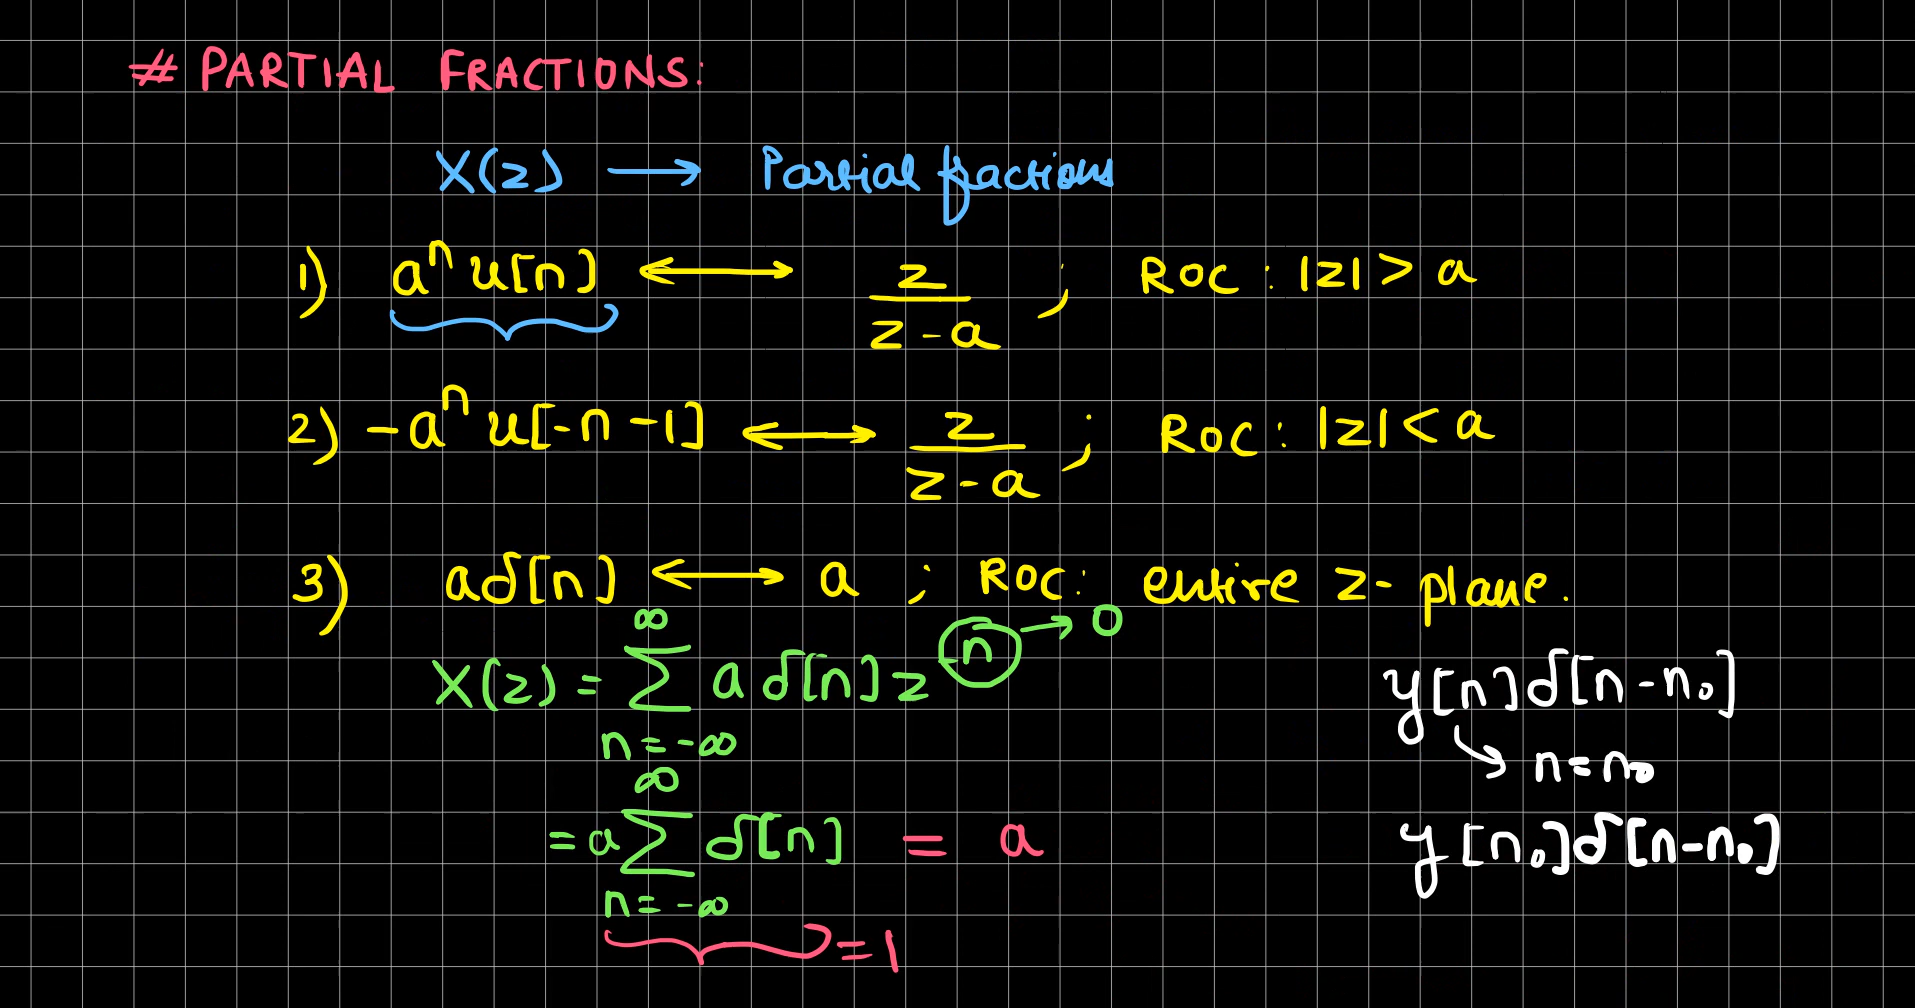 # PARTIAL FRACTIONS:
X(z) → Partial fractions
1) aⁿ u[n] ↔ z/(z-a) ; ROC: |z| > a
2) -aⁿ u[-n-1] ↔ z/(z-a) ; ROC: |z| < a
3) aδ[n] ↔ a ; ROC: entire z-plane.
X(z) = ∑_{n=-∞}^{∞} a δ[n] z^{-n} → 0
= a ∑_{n=-∞}^{∞} δ[n] = a
= 1
y[n]δ[n-n₀]
↳ n=n₀
y[n₀]δ[n-n₀]